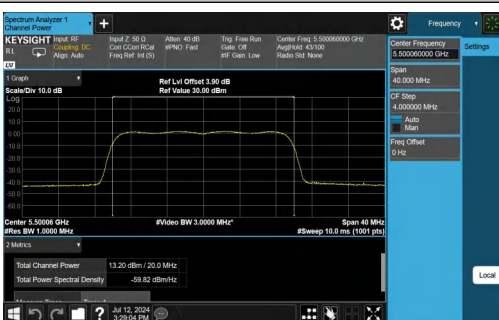 Spectrum Analyzer 1
Channel Power
Frequency
KEYSIGHT
Input: RF
Coupling: DC
Align: Auto
Input Z: 50 Ω
Corr CCorr RCal
Freq Ref: Int (S)
Atten: 40 dB
#PNO: Fast
Trig: Free Run
Gate: Off
#IF Gain: Low
Center Freq: 5.500060000 GHz
Avg|Hold: 43/100
Radio Std: None
RL
LXI
1 Graph
Scale/Div 10.0 dB
Ref Lvl Offset 3.90 dB
Ref Value 30.00 dBm
Log
20.0
10.0
0.00
-10.0
-20.0
-30.0
-40.0
-50.0
-60.0
Center 5.50006 GHz
#Res BW 1.0000 MHz
#Video BW 3.0000 MHz*
Span 40 MHz
#Sweep 10.0 ms (1001 pts)
2 Metrics
Total Channel Power 13.20 dBm / 20.0 MHz
Total Power Spectral Density -59.82 dBm/Hz
Jul 12, 2024
3:29:04 PM
Center Frequency
5.500060000 GHz
Settings
Span
40.000 MHz
CF Step
4.000000 MHz
Auto
Man
Freq Offset
0 Hz
Local